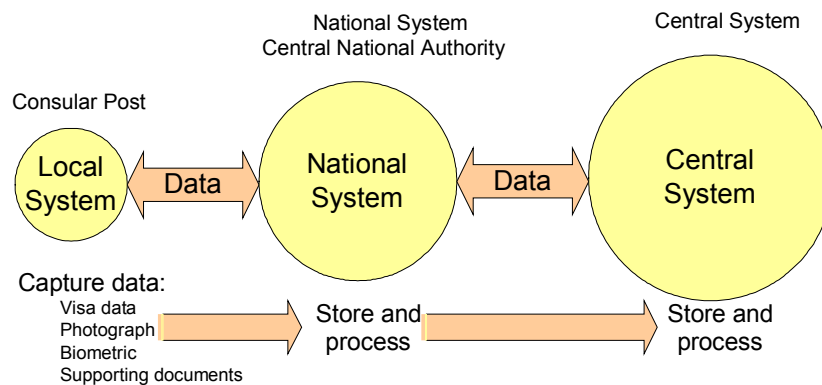 National System
Central National Authority
Central System
Consular Post
Local
System
Data
National
System
Data
Central
System
Capture data:
Visa data
Photograph
Biometric
Supporting documents
Store and
process
Store and
process